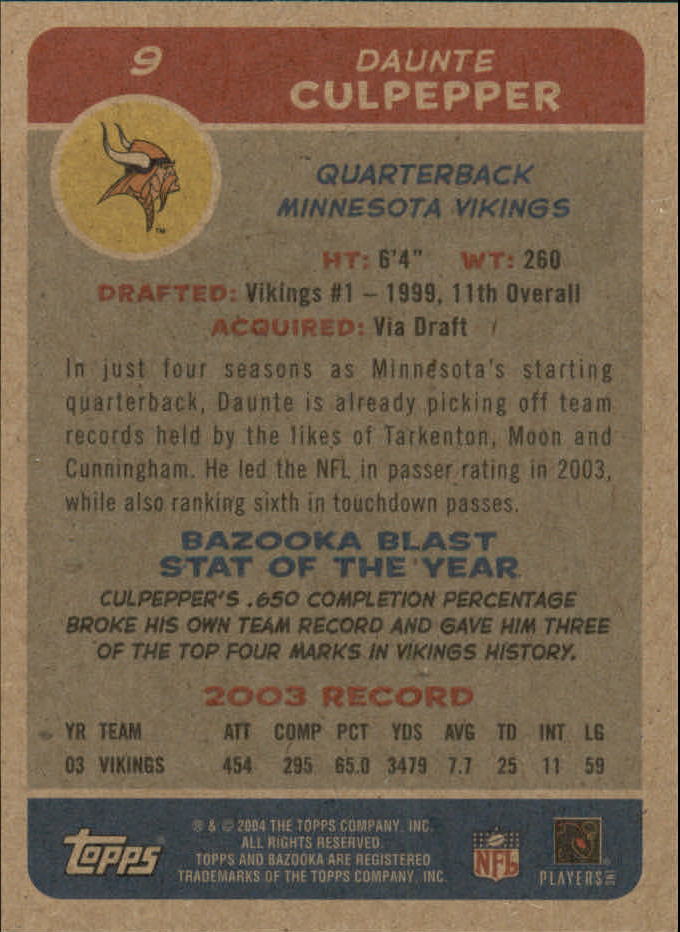 9
DAUNTE
CULPEPPER
QUARTERBACK
MINNESOTA VIKINGS
HT: 6'4" WT: 260
DRAFTED: Vikings #1 – 1999, 11th Overall
ACQUIRED: Via Draft
In just four seasons as Minnesota's starting
quarterback, Daunte is already picking off team
records held by the likes of Tarkenton, Moon and
Cunningham. He led the NFL in passer rating in 2003,
while also ranking sixth in touchdown passes.
BAZOOKA BLAST
STAT OF THE YEAR
CULPEPPER'S .650 COMPLETION PERCENTAGE
BROKE HIS OWN TEAM RECORD AND GAVE HIM THREE
OF THE TOP FOUR MARKS IN VIKINGS HISTORY.
2003 RECORD
YR TEAM ATT COMP PCT YDS AVG TD INT LG
03 VIKINGS 454 295 65.0 3479 7.7 25 11 59
® & © 2004 THE TOPPS COMPANY, INC.
ALL RIGHTS RESERVED.
TOPPS AND BAZOOKA ARE REGISTERED
TRADEMARKS OF THE TOPPS COMPANY, INC.
TOPPS
NFL
PLAYERS INC